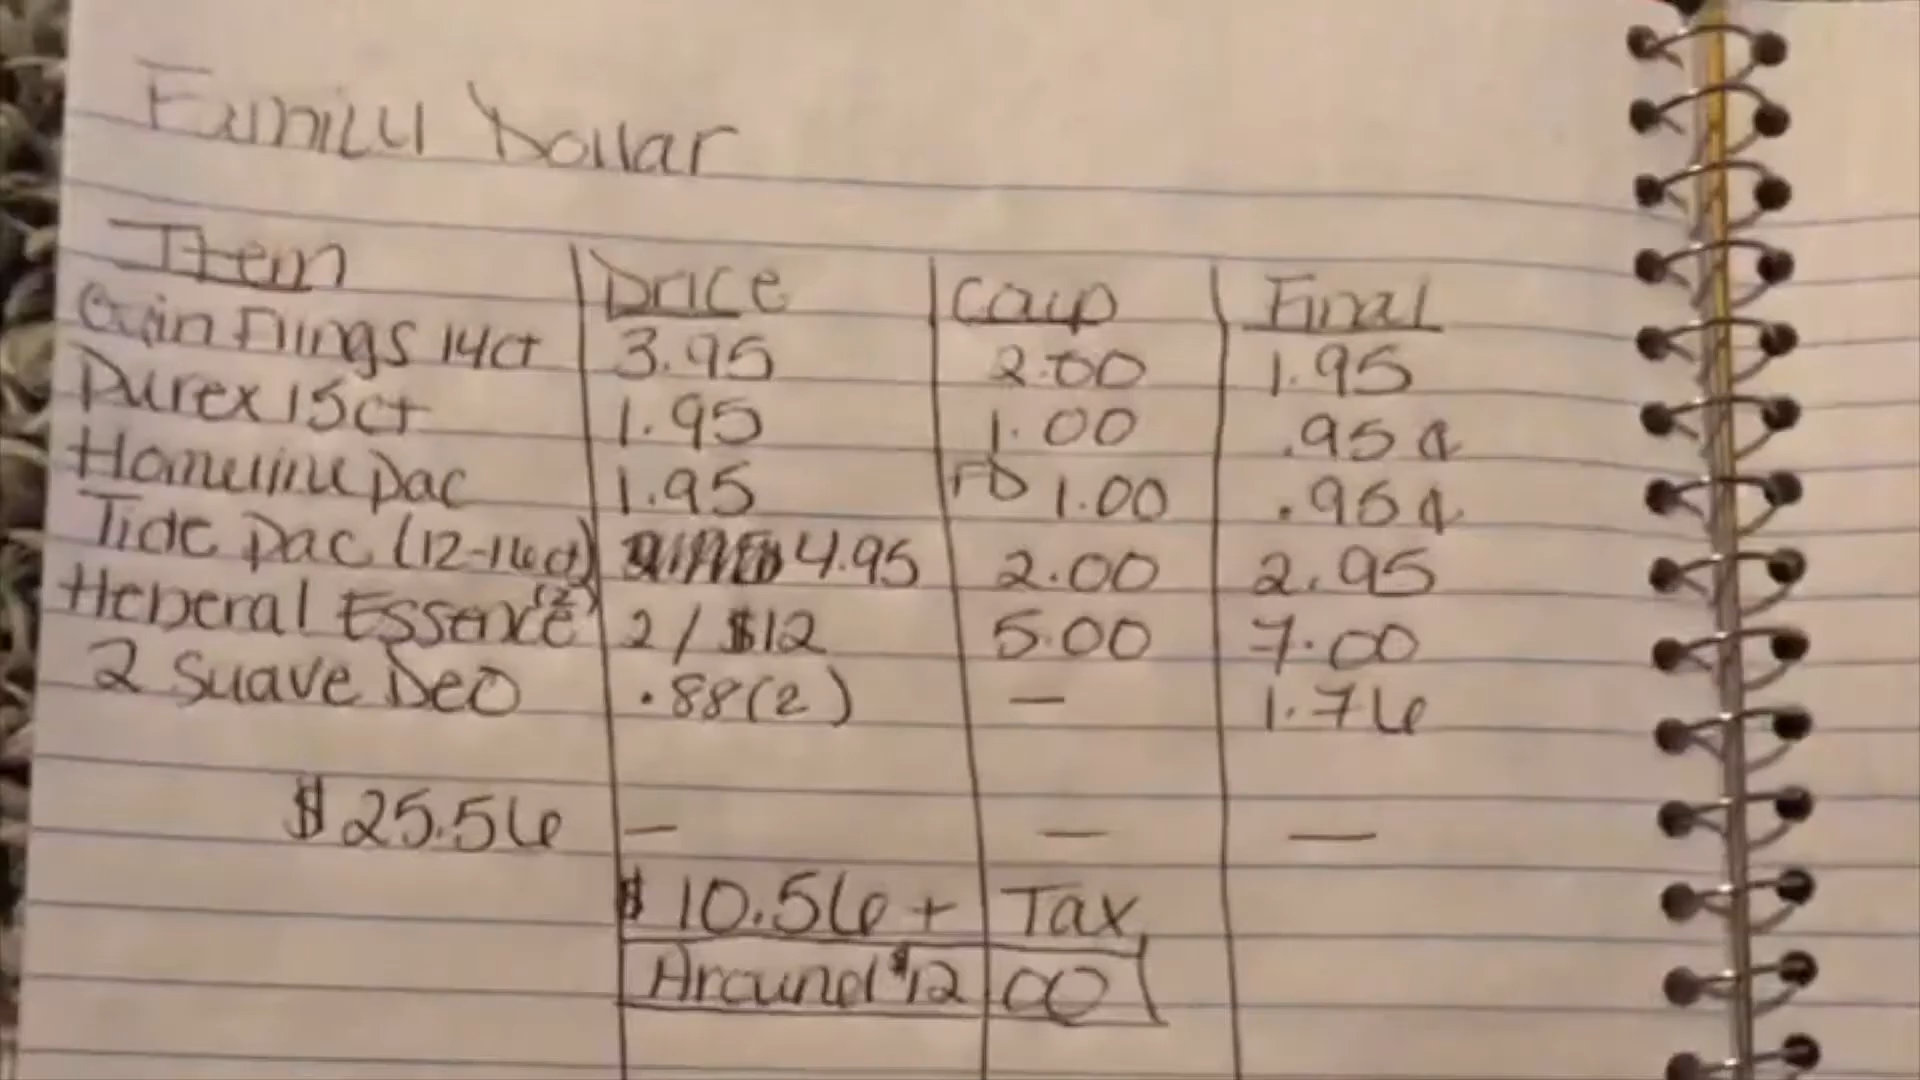 Family Dollar
Item Price Coup Final
Gain Flings 14ct 3.95 2.00 1.95
Purex 15ct 1.95 1.00 .95¢
Pac 1.95 FD 1.00 .95¢
Tide Pac (12-16ct) 4.95 2.00 2.95
Heberal Essence (2) 2/$12 5.00 7.00
2 Suave Deo .88(2) — 1.76
$25.56 — — —
$10.56 + Tax
Around $12 00